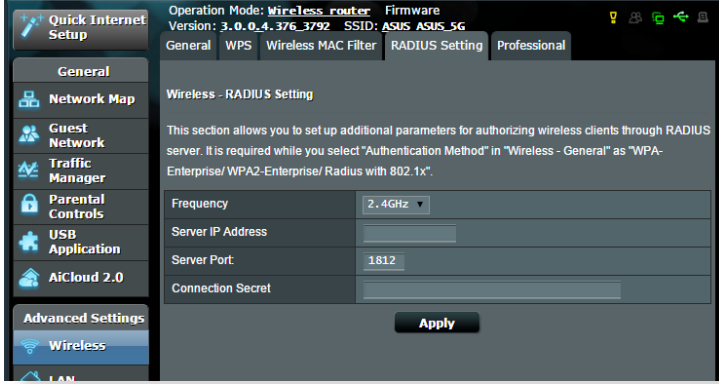 Quick Internet
Setup
Operation Mode: Wireless router Firmware
Version: 3.0.0.4.376_3792 SSID: ASUS ASUS_5G
General WPS Wireless MAC Filter RADIUS Setting Professional
General
Network Map
Guest
Network
Traffic
Manager
Parental
Controls
USB
Application
AiCloud 2.0
Advanced Settings
Wireless
LAN
Wireless - RADIUS Setting
This section allows you to set up additional parameters for authorizing wireless clients through RADIUS
server. It is required while you select "Authentication Method" in "Wireless - General" as "WPA-
Enterprise/ WPA2-Enterprise/ Radius with 802.1x".
Frequency 2.4GHz
Server IP Address
Server Port: 1812
Connection Secret
Apply